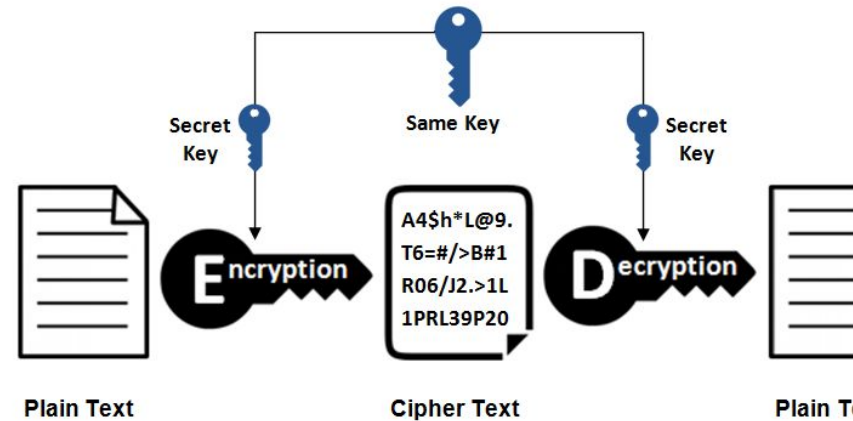 Same Key
Secret
Key
Secret
Key
Encryption
A4$h*L@9.
T6=#/>B#1
R06/J2.>1L
1PRL39P20
Decryption
Plain Text
Cipher Text
Plain